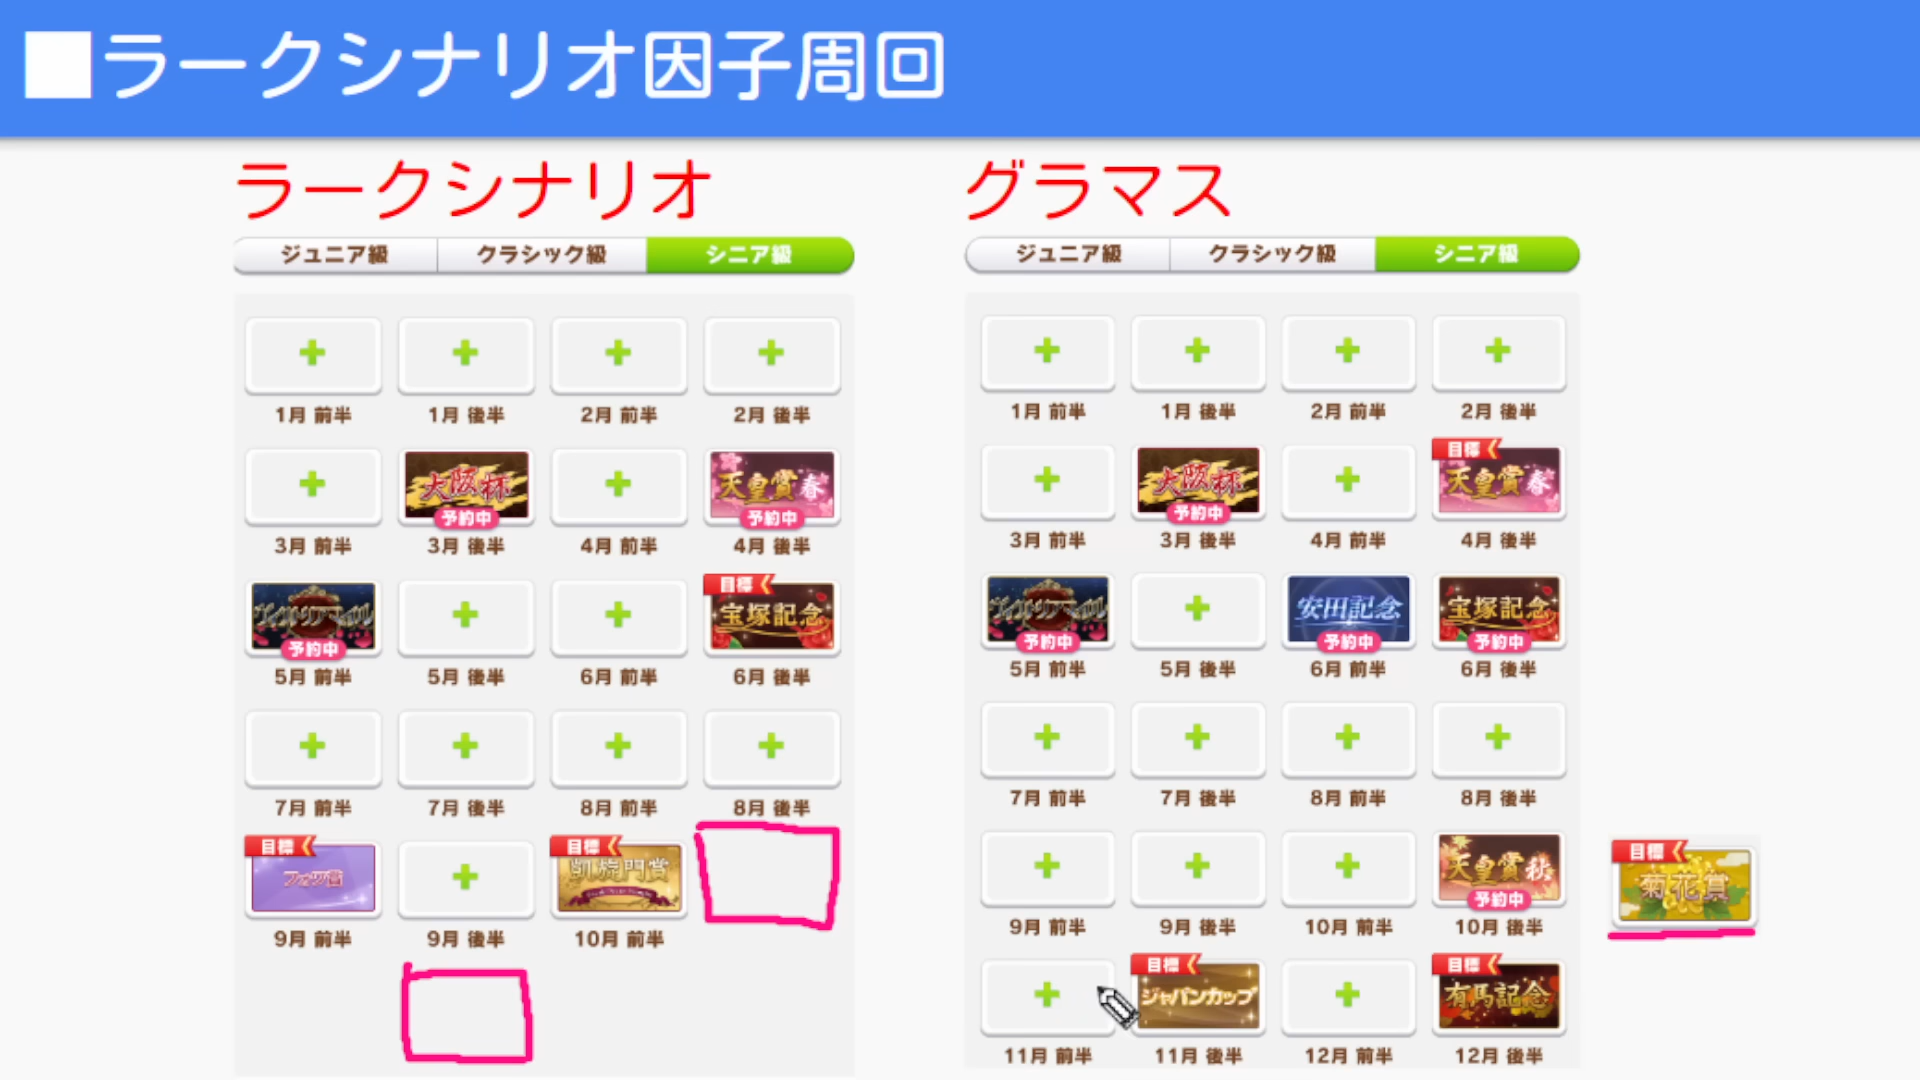 ■ラークシナリオ因子周回
ラークシナリオ
グラマス
ジュニア級 クラシック級 シニア級
ジュニア級 クラシック級 シニア級
1月 前半 1月 後半 2月 前半 2月 後半
大阪杯 天皇賞春
予約中 予約中
3月 前半 3月 後半 4月 前半 4月 後半
目標
ヴィクトリアマイル 宝塚記念
予約中
5月 前半 5月 後半 6月 前半 6月 後半
7月 前半 7月 後半 8月 前半 8月 後半
目標 目標
フォワ賞 凱旋門賞
9月 前半 9月 後半 10月 前半
1月 前半 1月 後半 2月 前半 2月 後半
目標
大阪杯 天皇賞春
予約中
3月 前半 3月 後半 4月 前半 4月 後半
ヴィクトリアマイル 安田記念 宝塚記念
予約中 予約中 予約中
5月 前半 5月 後半 6月 前半 6月 後半
7月 前半 7月 後半 8月 前半 8月 後半
天皇賞秋
予約中
9月 前半 9月 後半 10月 前半 10月 後半
目標 目標
ジャパンカップ 有馬記念
11月 前半 11月 後半 12月 前半 12月 後半
目標
菊花賞